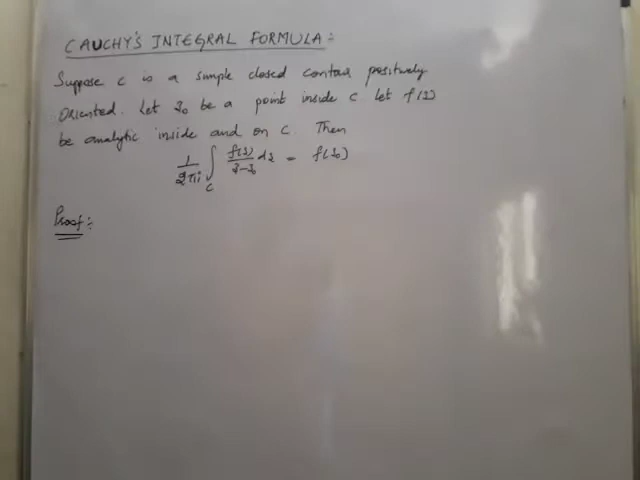 CAUCHY'S INTEGRAL FORMULA:
Suppose C is a simple closed contour positively
oriented. Let z₀ be a point inside C. Let f(z)
be analytic inside and on C. Then
1/2πi ∫_C f(z)/z-z₀ dz = f(z₀)
Proof: